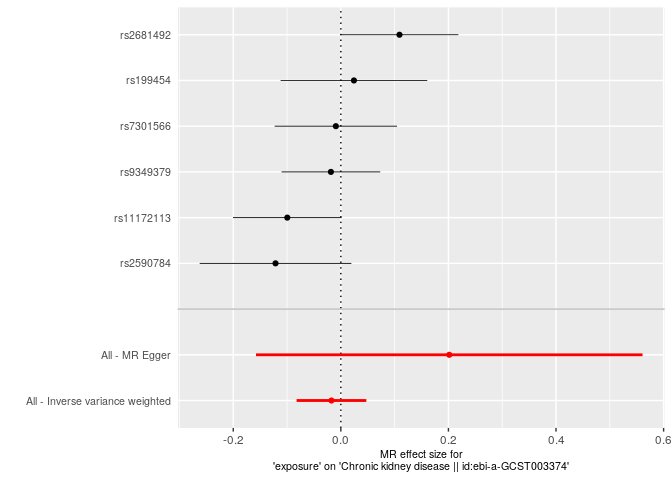 rs2681492
rs199454
rs7301566
rs9349379
rs11172113
rs2590784
All - MR Egger
All - Inverse variance weighted
-0.2 0.0 0.2 0.4 0.6
MR effect size for
'exposure' on 'Chronic kidney disease || id:ebi-a-GCST003374'